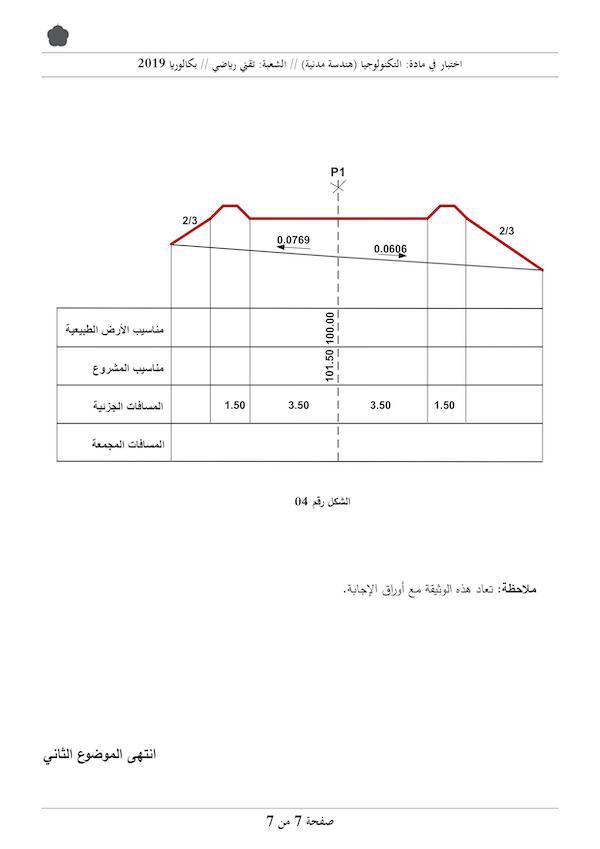 اختبار في مادة: التكنولوجيا (هندسة مدنية) // الشعبة: تقني رياضي // بكالوريا 2019
P1
2/3
2/3
0.0769
0.0606
مناسيب الأرض الطبيعية
100.00
مناسيب المشروع
101.50
المسافات الجزئية
1.50 3.50 3.50 1.50
المسافات المجمعة
الشكل رقم 04
ملاحظة: تعاد هذه الوثيقة مع أوراق الإجابة.
انتهى الموضوع الثاني
صفحة 7 من 7